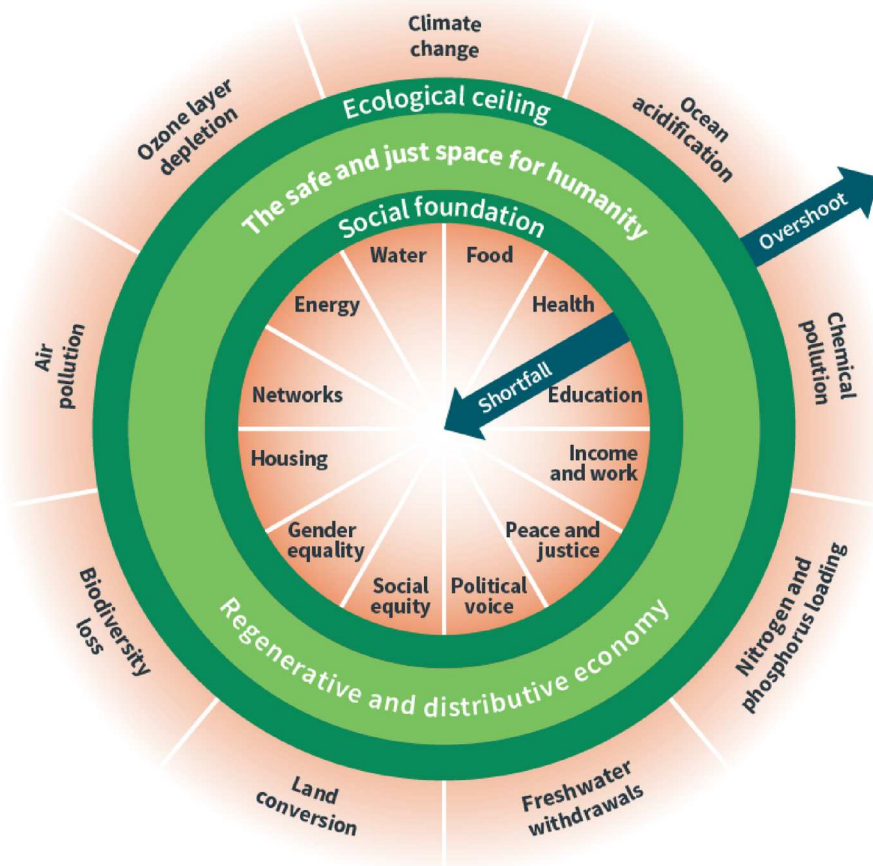 Climate
change
Ocean
acidification
Chemical
pollution
Nitrogen and
phosphorus loading
Freshwater
withdrawals
Land
conversion
Biodiversity
loss
Air
pollution
Ozone layer
depletion
Overshoot
Ecological ceiling
The safe and just space for humanity
Social foundation
Water
Food
Energy
Health
Shortfall
Networks
Education
Housing
Income
and work
Gender
equality
Peace and
justice
Social
equity
Political
voice
Regenerative and distributive economy